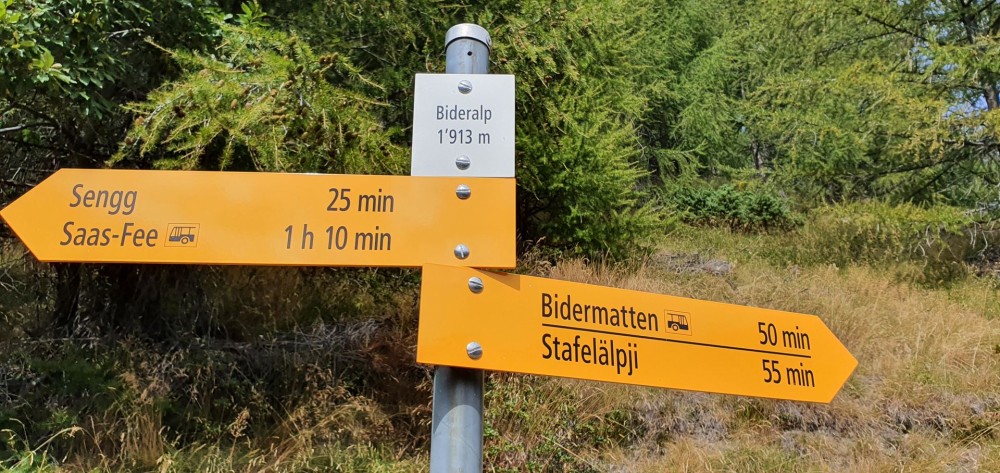 Bideralp
1'913 m
Sengg 25 min
Saas-Fee 1 h 10 min
Bidermatten 50 min
Stafelälpji 55 min